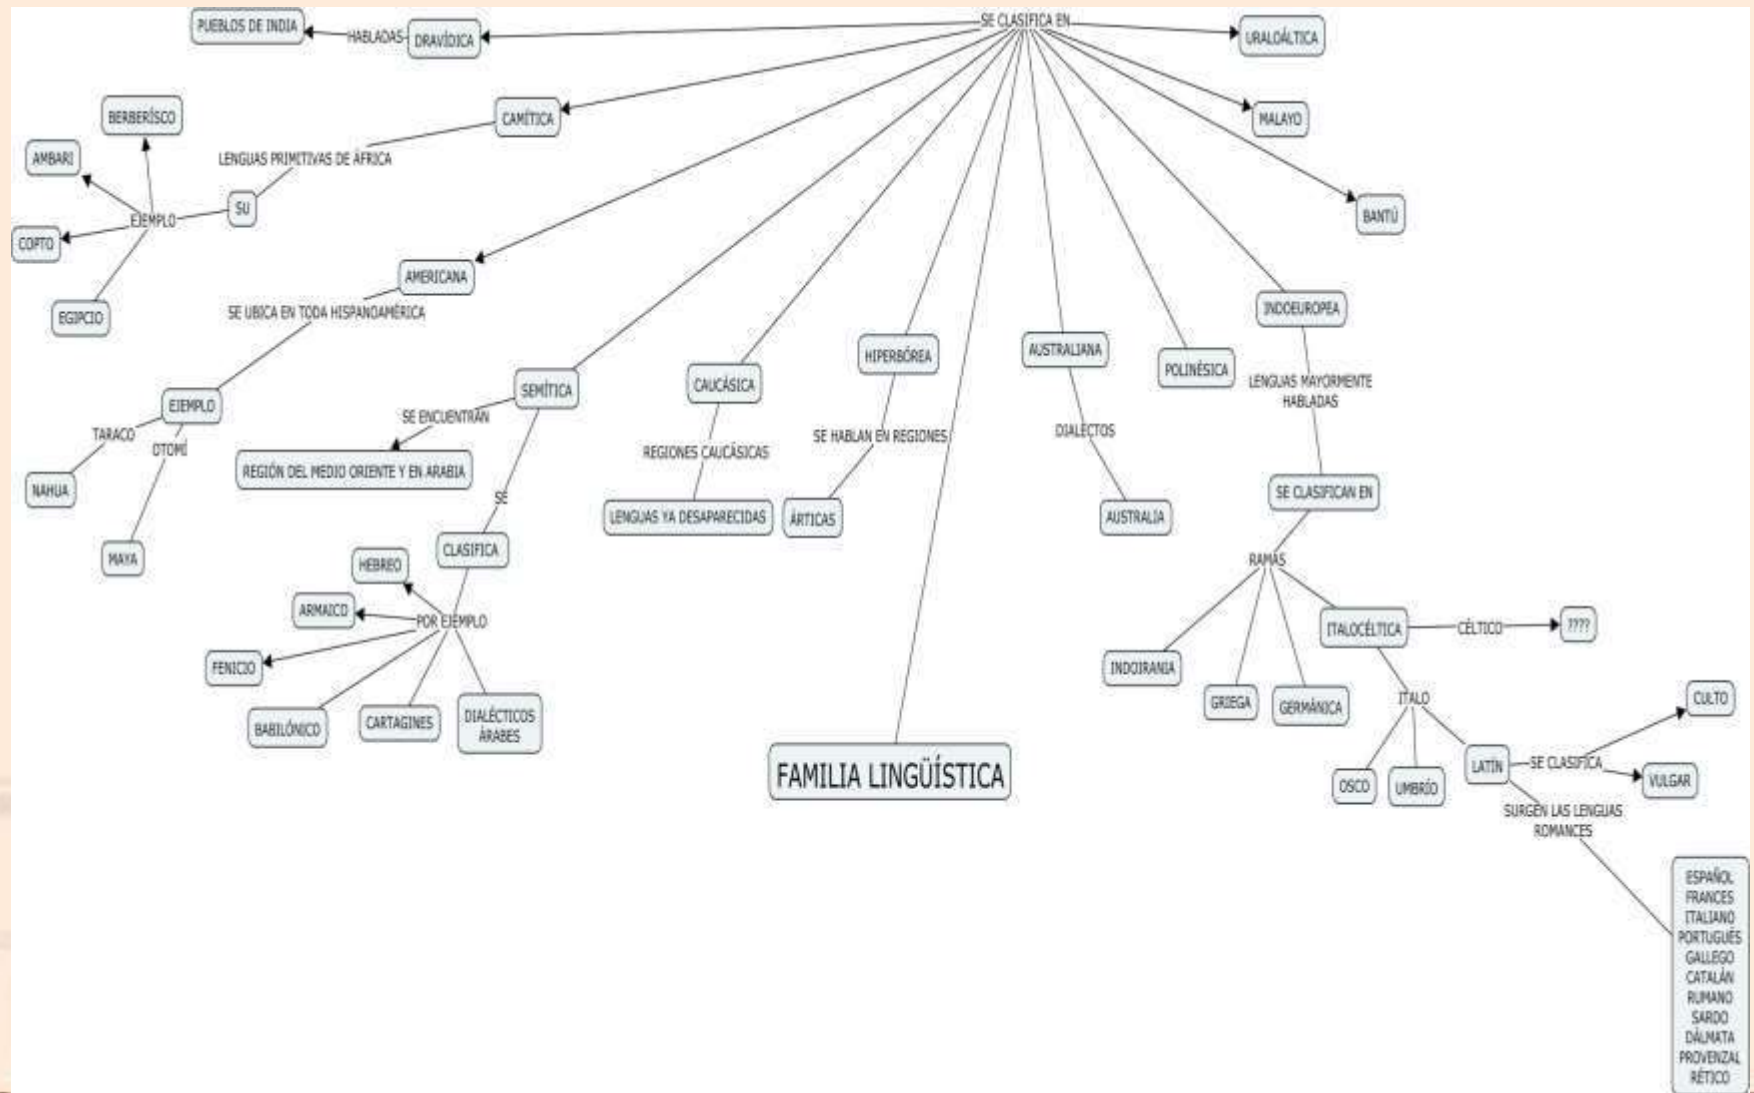 SE CLASIFICA EN
PUEBLOS DE INDIA
HABLADAS
DRAVÍDICA
URALOÁLTICA
BERBERÍSCO
CAMÍTICA
MALAYO
AMBARI
LENGUAS PRIMITIVAS DE ÁFRICA
SU
EJEMPLO
COPTO
BANTÚ
EGIPCIO
AMERICANA
SE UBICA EN TODA HISPANOAMÉRICA
INDOEUROPEA
HIPERBÓREA
AUSTRALIANA
POLINÉSICA
CAUCÁSICA
SEMÍTICA
LENGUAS MAYORMENTE
HABLADAS
EJEMPLO
SE ENCUENTRAN
TARACO
OTOMÍ
SE HABLAN EN REGIONES
DIALECTOS
REGIONES CAUCÁSICAS
REGIÓN DEL MEDIO ORIENTE Y EN ARABIA
NAHUA
SE
SE CLASIFICAN EN
LENGUAS YA DESAPARECIDAS
ÁRTICAS
AUSTRALIA
MAYA
CLASIFICA
HEBREO
RAMAS
ARMAICO
POR EJEMPLO
ITALOCÉLTICA
CÉLTICO
????
FENICIO
INDOIRANIA
GRIEGA
GERMÁNICA
ITALO
CULTO
BABILÓNICO
CARTAGINES
DIALÉCTICOS
ÁRABES
FAMILIA LINGÜÍSTICA
OSCO
UMBRÍO
LATÍN
SE CLASIFICA
VULGAR
SURGEN LAS LENGUAS
ROMANCES
ESPAÑOL
FRANCES
ITALIANO
PORTUGUÉS
GALLEGO
CATALÁN
RUMANO
SARDO
DÁLMATA
PROVENZAL
RÉTICO